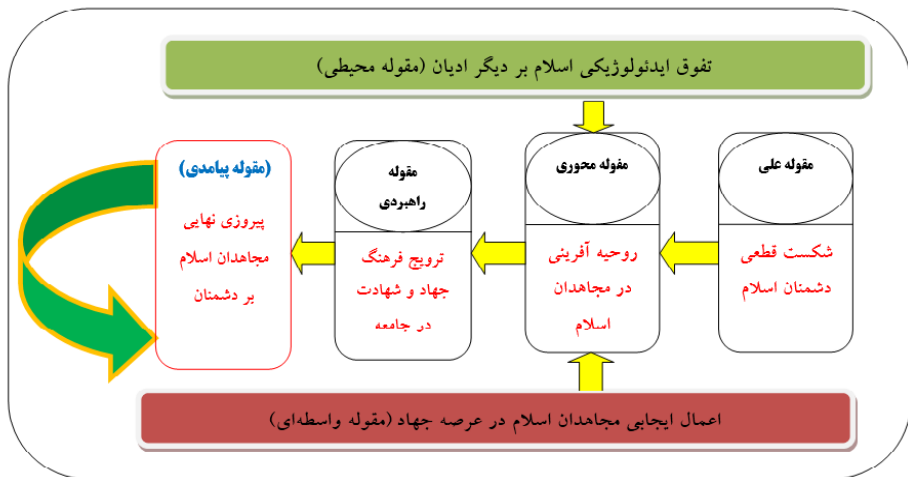 تفوق ایدئولوژیکی اسلام بر دیگر ادیان (مقوله محیطی)
مقوله علی
شکست قطعی
دشمنان اسلام
مقوله محوری
روحیه آفرینی
در مجاهدان
اسلام
مقوله
راهبردی
ترویج فرهنگ
جهاد و شهادت
در جامعه
(مقوله پیامدی)
پیروزی نهایی
مجاهدان اسلام
بر دشمنان
اعمال ایجابی مجاهدان اسلام در عرصه جهاد (مقوله واسطه‌ای)